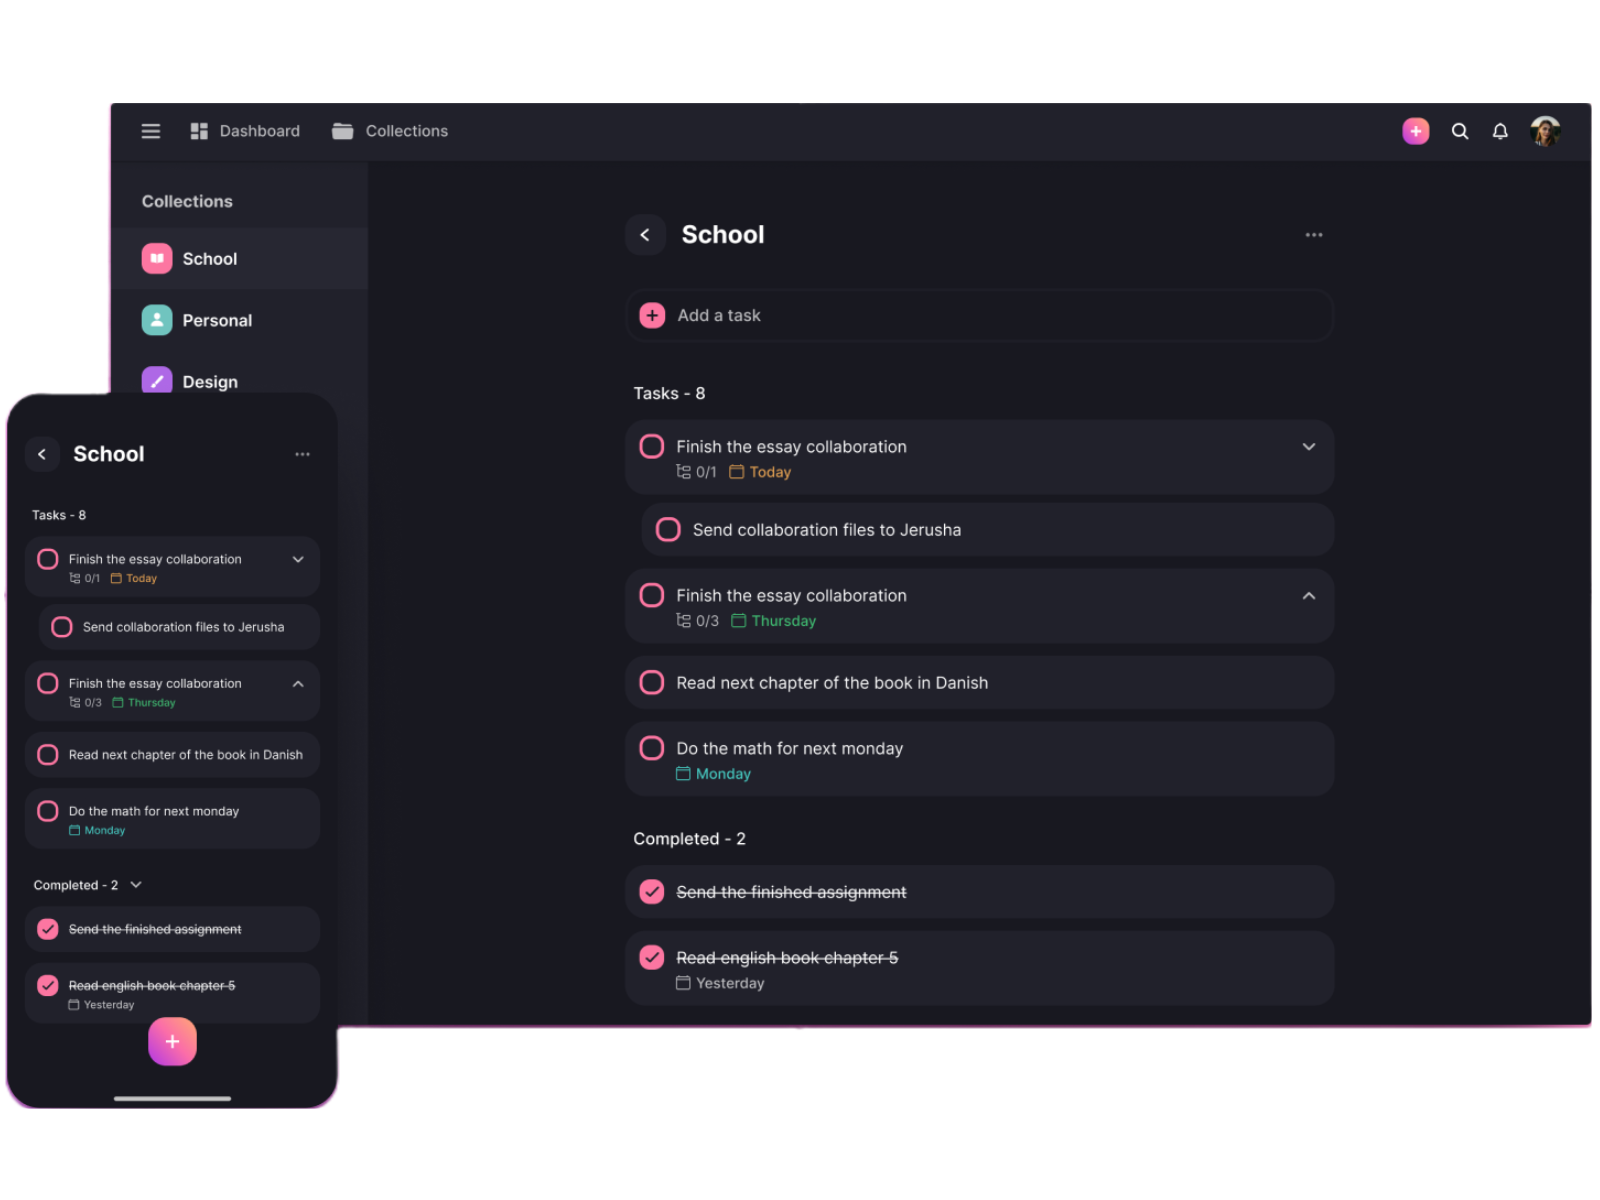 Dashboard
Collections
Collections
School
Personal
Design
School
Add a task
Tasks - 8
Finish the essay collaboration
0/1 Today
Send collaboration files to Jerusha
Finish the essay collaboration
0/3 Thursday
Read next chapter of the book in Danish
Do the math for next monday
Monday
Completed - 2
Send the finished assignment
Read english book chapter 5
Yesterday
School
Tasks - 8
Finish the essay collaboration
0/1 Today
Send collaboration files to Jerusha
Finish the essay collaboration
0/3 Thursday
Read next chapter of the book in Danish
Do the math for next monday
Monday
Completed - 2
Send the finished assignment
Read english book chapter 5
Yesterday